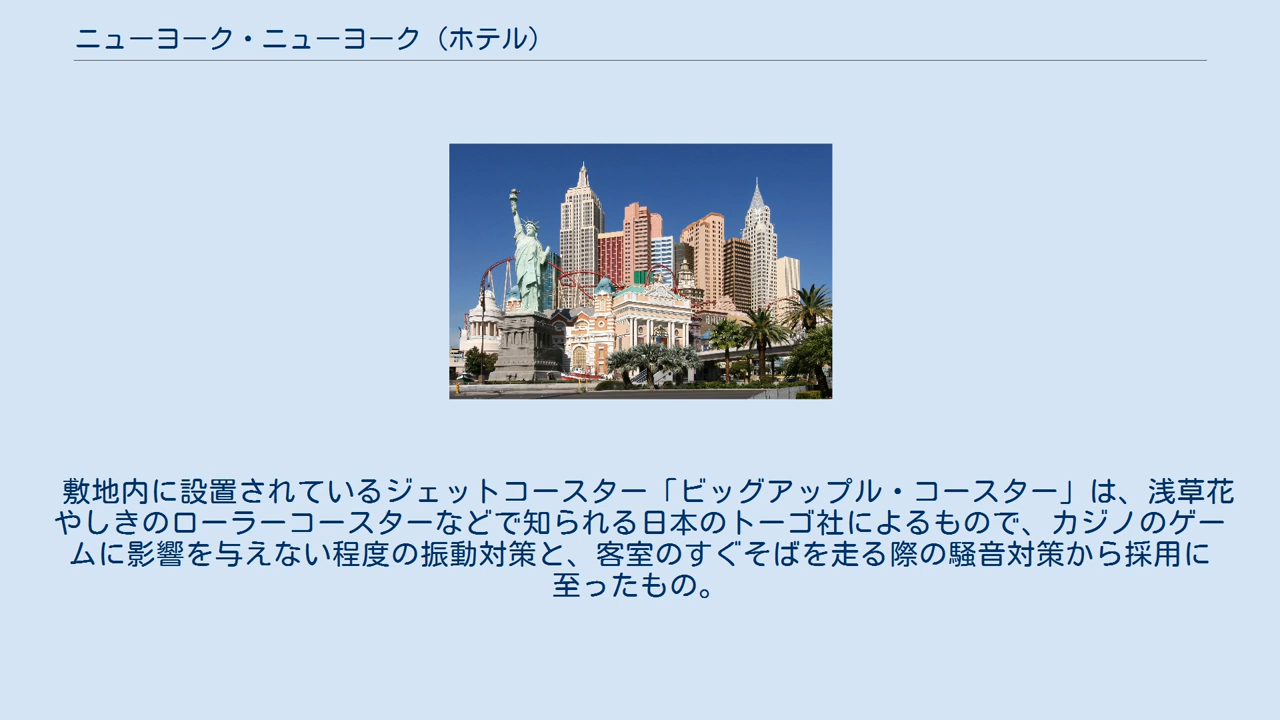 ニューヨーク・ニューヨーク（ホテル）
敷地内に設置されているジェットコースター「ビッグアップル・コースター」は、浅草花
やしきのローラーコースターなどで知られる日本のトーゴ社によるもので、カジノのゲー
ムに影響を与えない程度の振動対策と、客室のすぐそばを走る際の騒音対策から採用に
至ったもの。